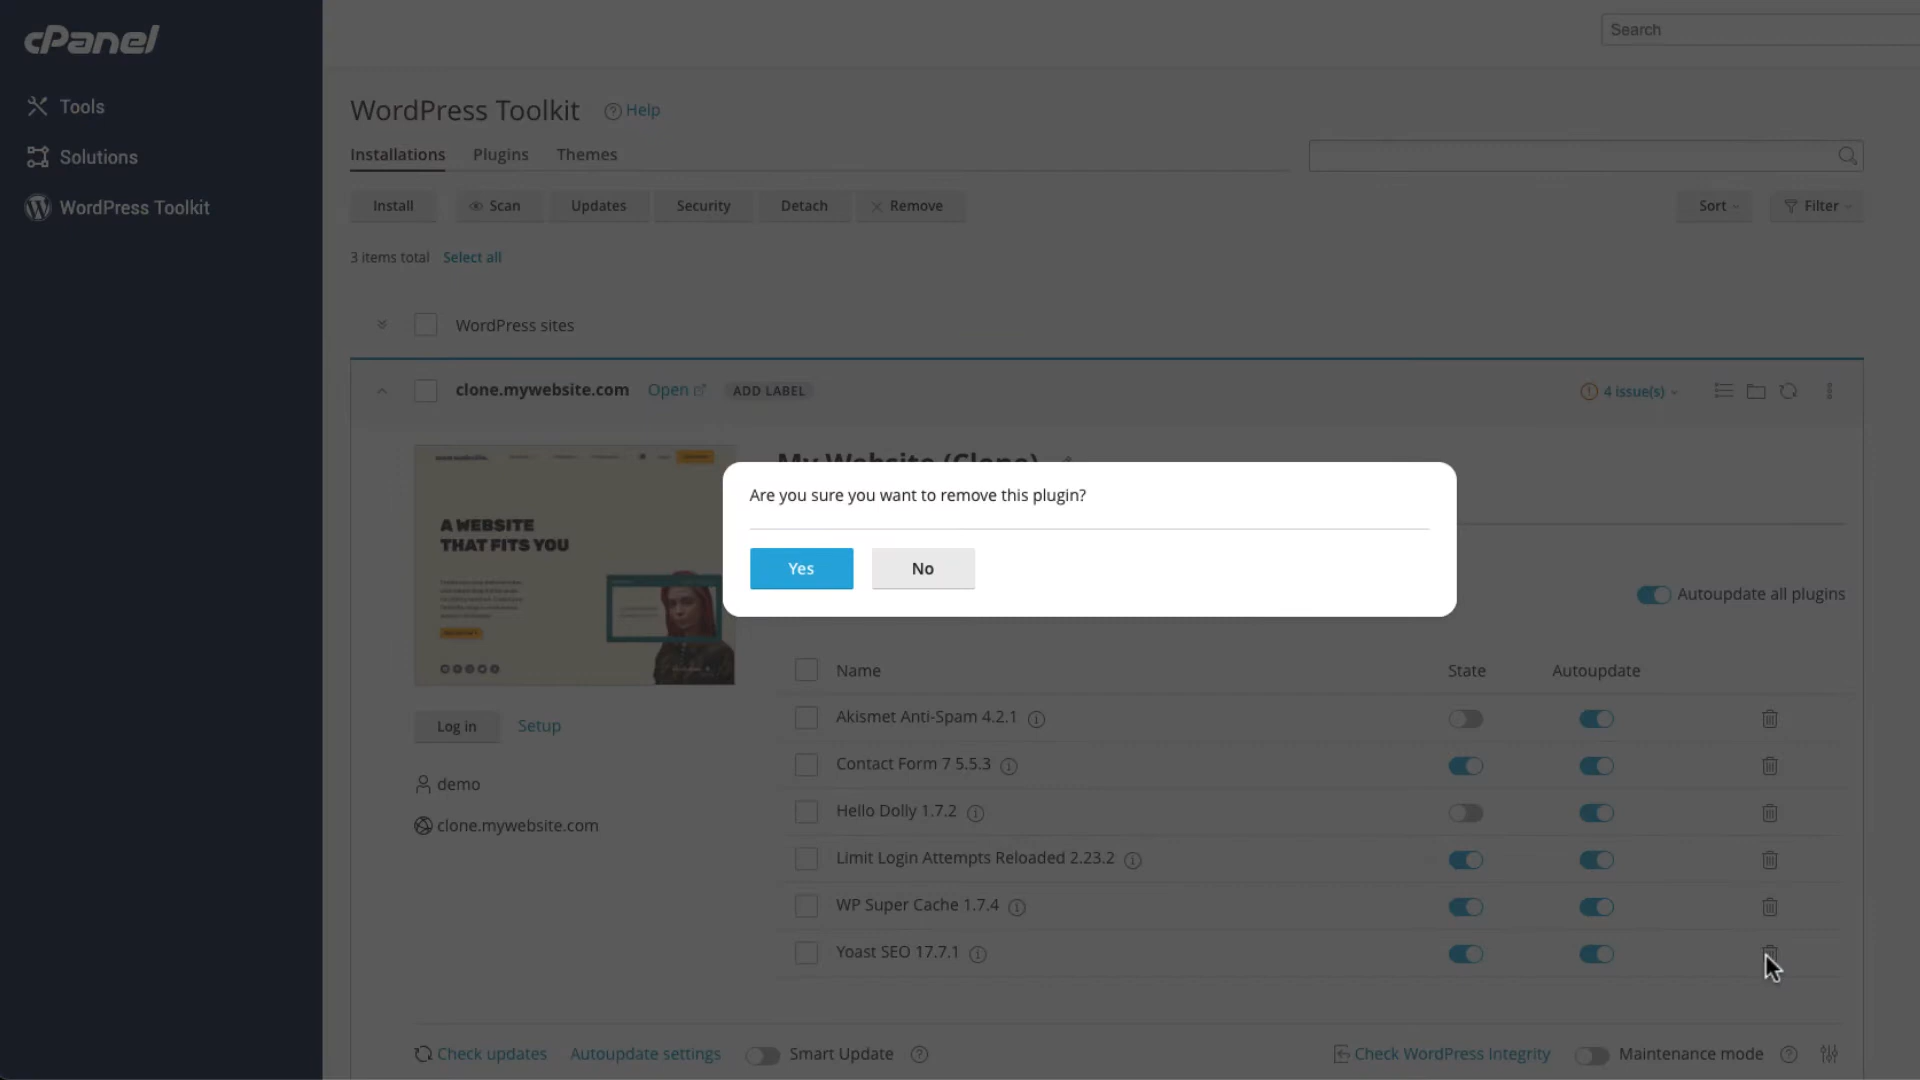 cPanel
Search
Tools
Solutions
WordPress Toolkit
WordPress Toolkit Help
Installations Plugins Themes
Install Scan Updates Security Detach Remove Sort Filter
3 items total Select all
WordPress sites
clone.mywebsite.com Open ADD LABEL 4 issue(s)
My Website (Clone)
Are you sure you want to remove this plugin?
Yes No
A WEBSITE
THAT FITS YOU
Autoupdate all plugins
Name State Autoupdate
Akismet Anti-Spam 4.2.1
Contact Form 7 5.5.3
Hello Dolly 1.7.2
Limit Login Attempts Reloaded 2.23.2
WP Super Cache 1.7.4
Yoast SEO 17.7.1
Log in Setup
demo
clone.mywebsite.com
Check updates Autoupdate settings Smart Update Check WordPress Integrity Maintenance mode